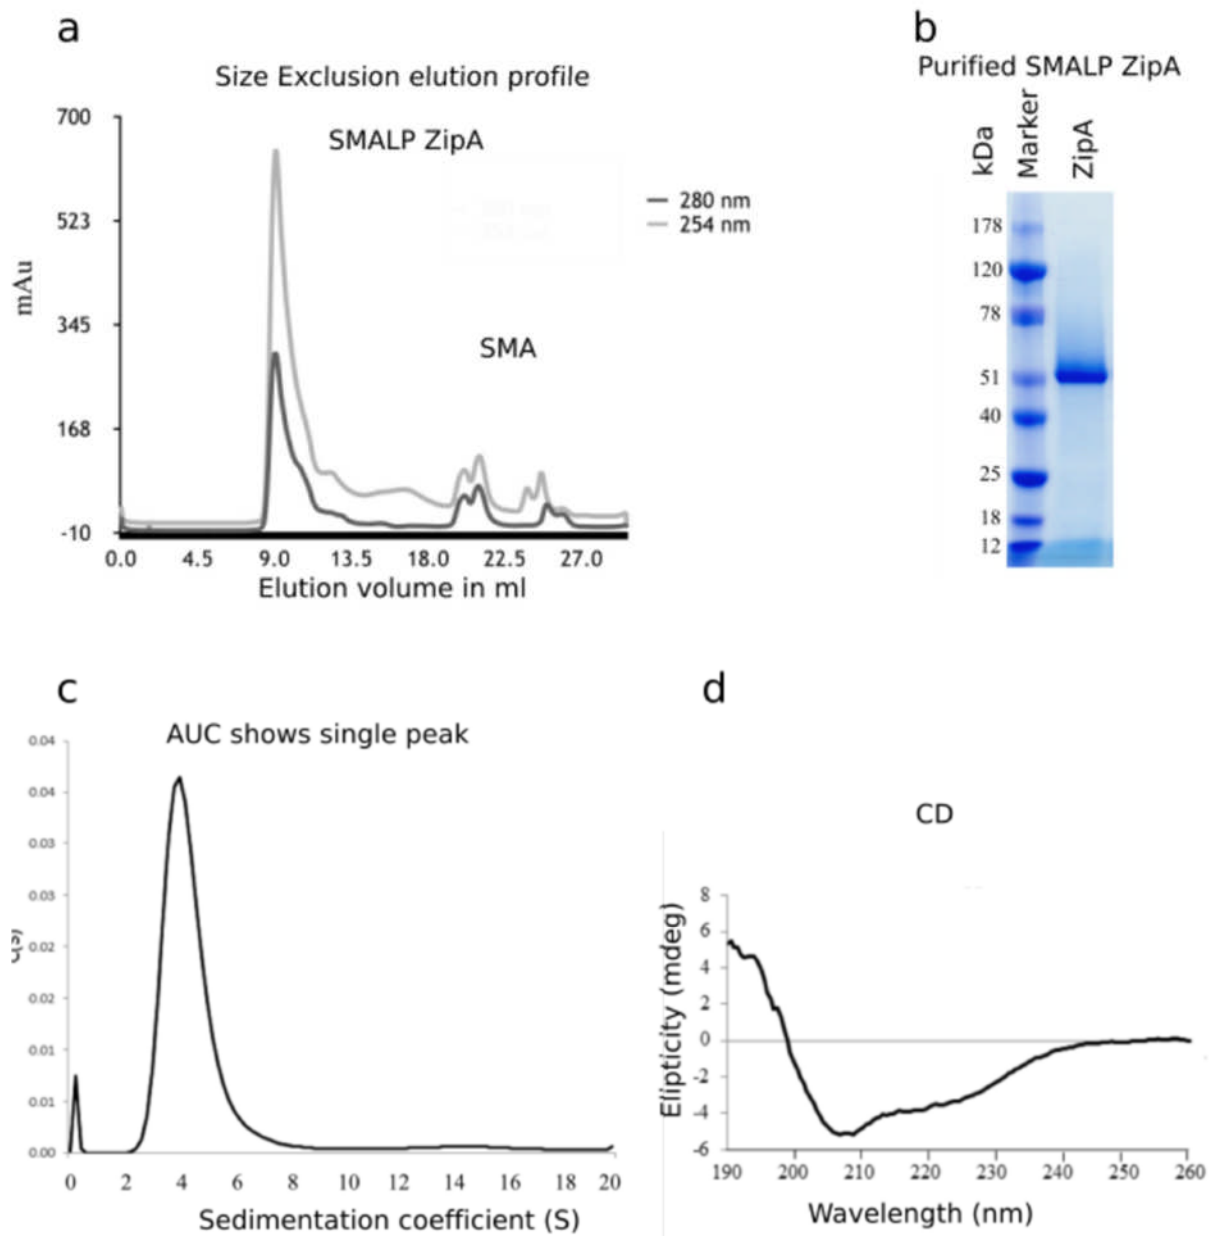 a
Size Exclusion elution profile
SMALP ZipA
SMA
280 nm
254 nm
mAu
700
523
345
168
-10
0.0 4.5 9.0 13.5 18.0 22.5 27.0
Elution volume in ml
b
Purified SMALP ZipA
kDa Marker ZipA
178
120
78
51
40
25
18
12
c
AUC shows single peak
0.04
0.04
0.03
0.03
0.02
0.02
0.01
0.01
0.00
0 2 4 6 8 10 12 14 16 18 20
Sedimentation coefficient (S)
d
CD
Elipticity (mdeg)
8
6
4
2
0
-2
-4
-6
190 200 210 220 230 240 250 260
Wavelength (nm)